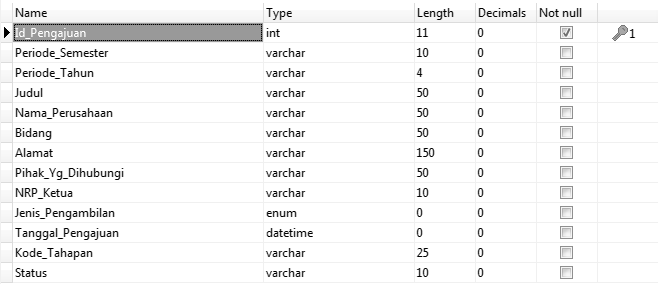 Name Type Length Decimals Not null
Id_Pengajuan int 11 0 1
Periode_Semester varchar 10 0
Periode_Tahun varchar 4 0
Judul varchar 50 0
Nama_Perusahaan varchar 50 0
Bidang varchar 50 0
Alamat varchar 150 0
Pihak_Yg_Dihubungi varchar 50 0
NRP_Ketua varchar 10 0
Jenis_Pengambilan enum 0 0
Tanggal_Pengajuan datetime 0 0
Kode_Tahapan varchar 25 0
Status varchar 10 0